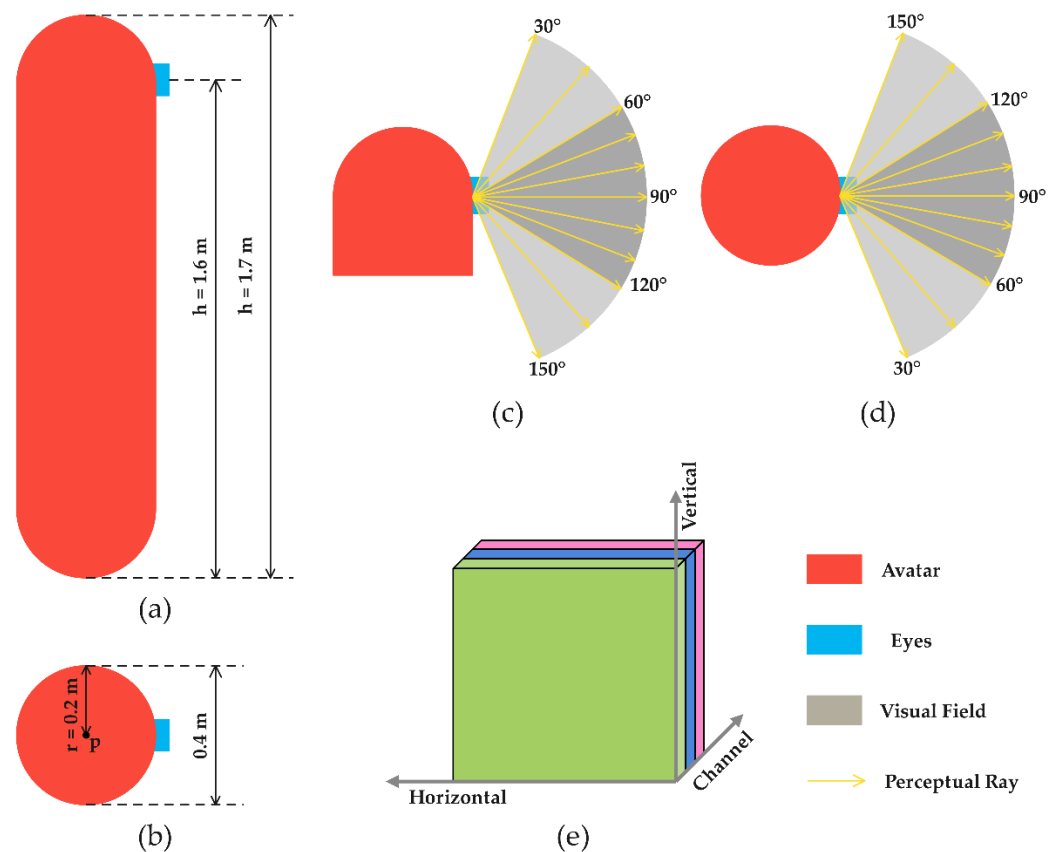 h = 1.6 m
h = 1.7 m
(a)
r = 0.2 m
P
0.4 m
(b)
30°
60°
90°
120°
150°
(c)
150°
120°
90°
60°
30°
(d)
Vertical
Channel
Horizontal
(e)
Avatar
Eyes
Visual Field
Perceptual Ray